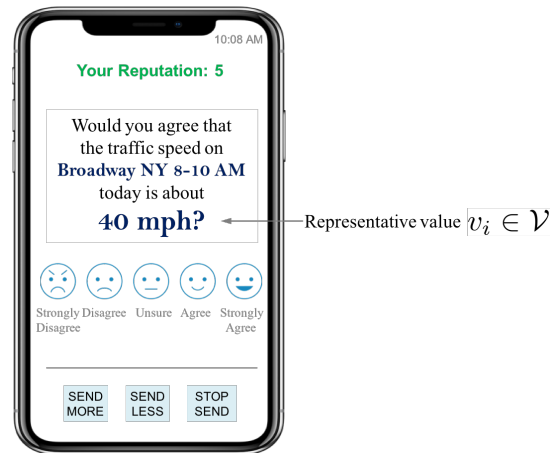 10:08 AM
Your Reputation: 5
Would you agree that
the traffic speed on
Broadway NY 8-10 AM
today is about
40 mph?
Representative value v_i ∈ 𝒱
Strongly Disagree Disagree Unsure Agree Strongly Agree
SEND MORE
SEND LESS
STOP SEND